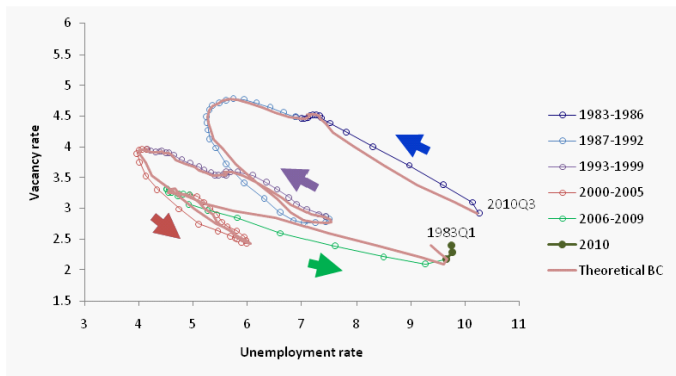 6
5.5
5
4.5
4
3.5
3
2.5
2
1.5
Vacancy rate
3 4 5 6 7 8 9 10 11
Unemployment rate
2010Q3
1983Q1
1983-1986
1987-1992
1993-1999
2000-2005
2006-2009
2010
Theoretical BC